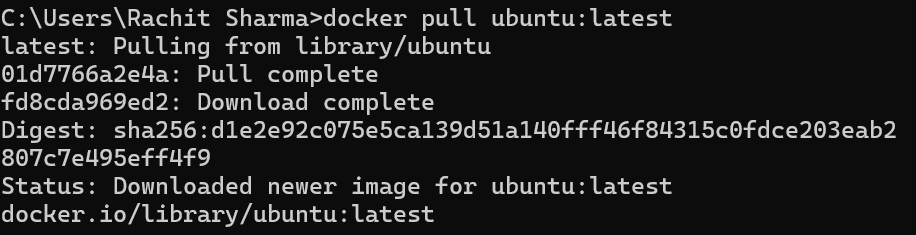 C:\Users\Rachit Sharma>docker pull ubuntu:latest
latest: Pulling from library/ubuntu
01d7766a2e4a: Pull complete
fd8cda969ed2: Download complete
Digest: sha256:d1e2e92c075e5ca139d51a140fff46f84315c0fdce203eab2
807c7e495eff4f9
Status: Downloaded newer image for ubuntu:latest
docker.io/library/ubuntu:latest